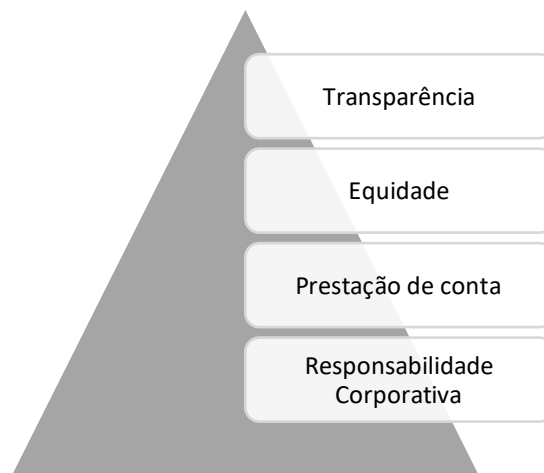 Transparência
Equidade
Prestação de conta
Responsabilidade
Corporativa